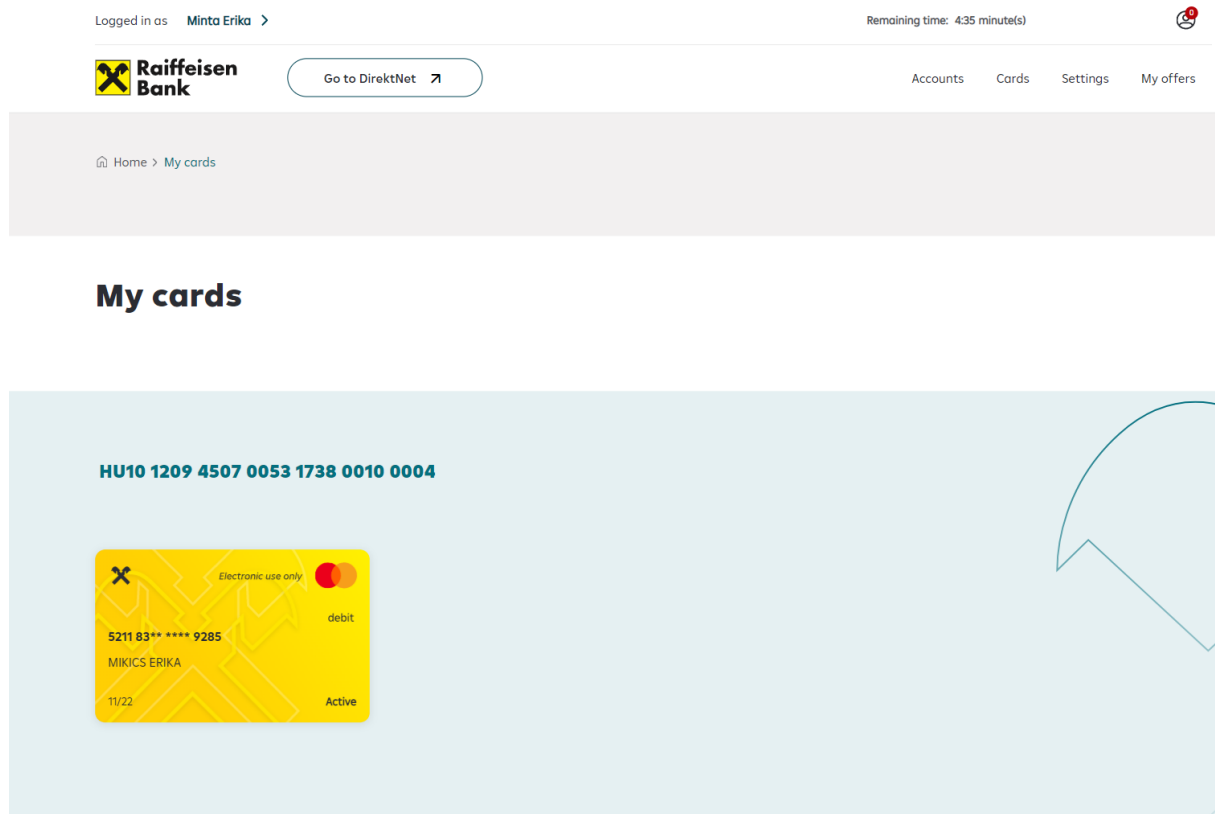 Logged in as Minta Erika >
Remaining time: 4:35 minute(s)
0
Raiffeisen
Bank
Go to DirektNet
Accounts Cards Settings My offers
Home > My cards
My cards
HU10 1209 4507 0053 1738 0010 0004
Electronic use only
debit
5211 83** **** 9285
MIKICS ERIKA
11/22 Active